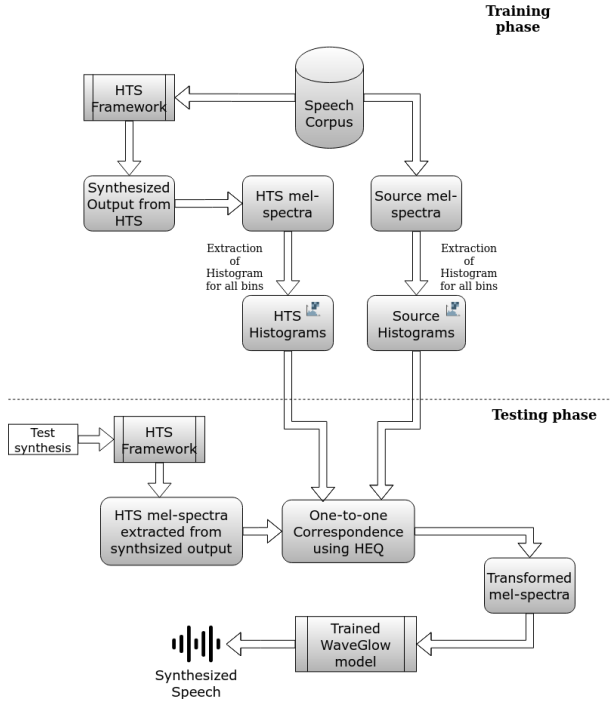 Training
phase
HTS
Framework
Speech
Corpus
Synthesized
Output from
HTS
HTS mel-
spectra
Source mel-
spectra
Extraction
of
Histogram
for all bins
Extraction
of
Histogram
for all bins
HTS
Histograms
Source
Histograms
Testing phase
Test
synthesis
HTS
Framework
HTS mel-spectra
extracted from
synthsized output
One-to-one
Correspondence
using HEQ
Transformed
mel-spectra
Trained
WaveGlow
model
Synthesized
Speech